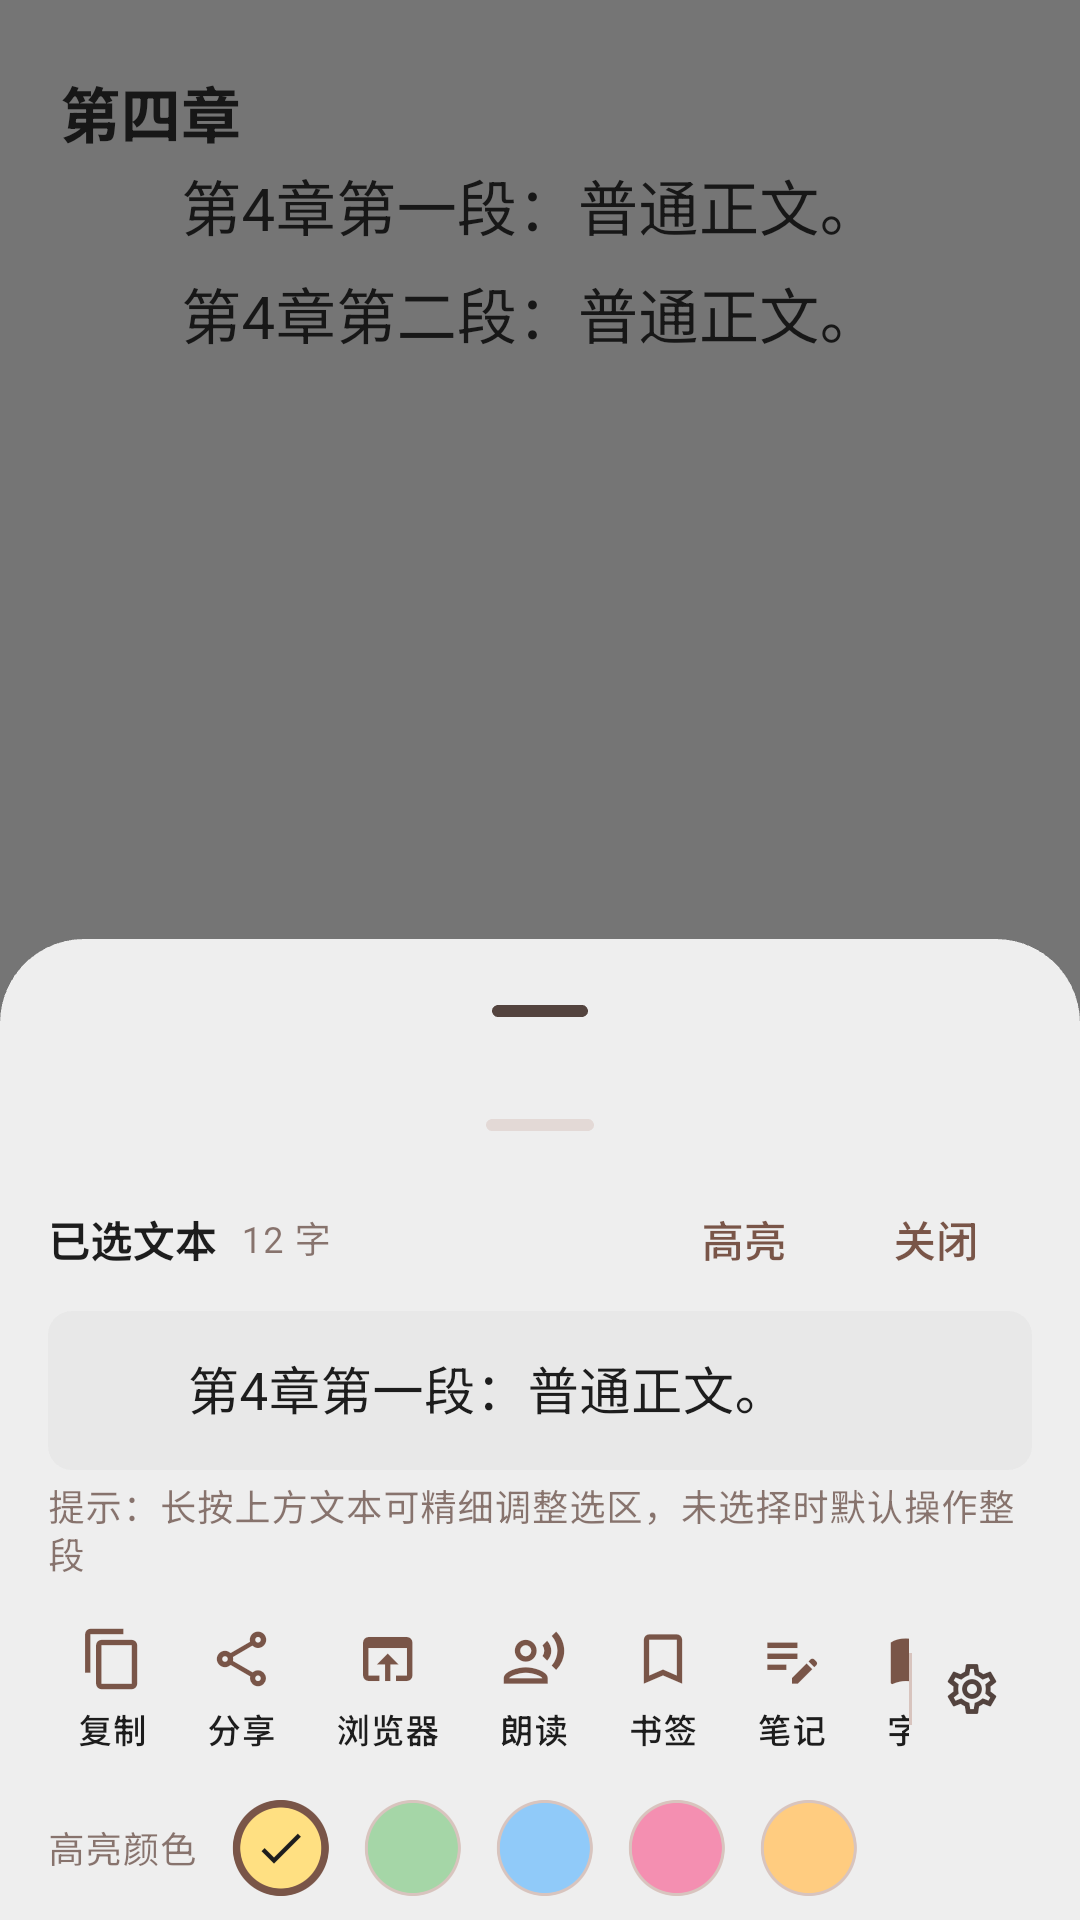 第四章
第4章第一段：普通正文。
第4章第二段：普通正文。
已选文本 12 字 高亮 关闭
第4章第一段：普通正文。
提示：长按上方文本可精细调整选区，未选择时默认操作整
段
复制 分享 浏览器 朗读 书签 笔记 字
高亮颜色